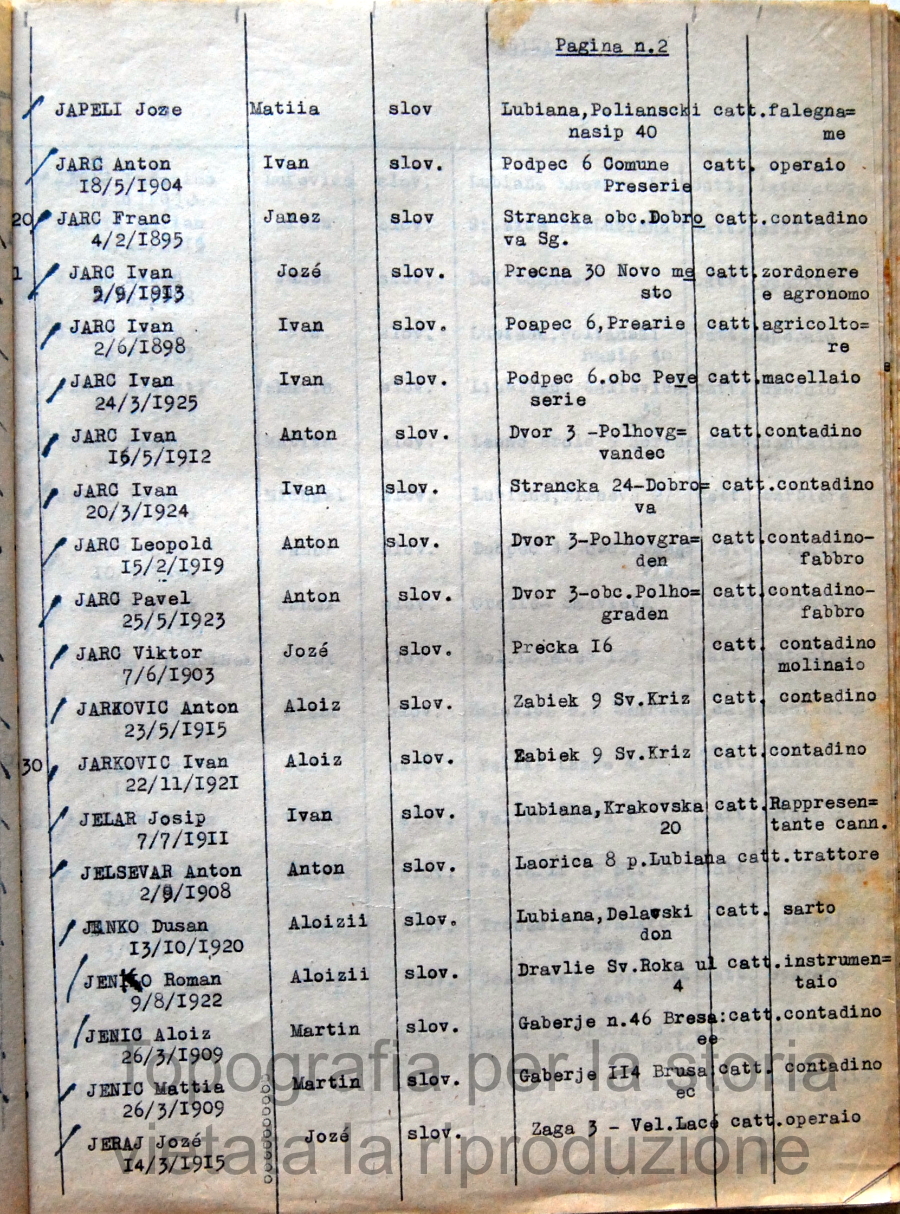 Pagina n.2
JAPELI Joze Matiia slov Lubiana,Polianscki catt.falegna=
nasip 40 me
JARC Anton Ivan slov. Podpec 6 Comune catt. operaio
18/5/1904 Preserie
20 JARC Franc Janez slov Strancka obc.Dobro catt.contadino
4/2/1895 va Sg.
1 JARC Ivan Jozé slov. Precna 30 Novo me catt.zordonere
2/9/1913 sto e agronomo
JARC Ivan Ivan slov. Poapec 6,Prearie catt.agricolto=
2/6/1898 re
JARC Ivan Ivan slov. Podpec 6.obc Peve catt.macellaio
24/3/1925 serie
JARC Ivan Anton slov. Dvor 3 -Polhovg= catt.contadino
16/5/1912 vandec
JARC Ivan Ivan slov. Strancka 24-Dobro= catt.contadino
20/3/1924 va
JARC Leopold Anton slov. Dvor 3-Polhovgra= catt.contadino-
15/2/1919 den fabbro
JARC Pavel Anton slov. Dvor 3-obc.Polho= catt.contadino-
25/5/1923 graden fabbro
JARC Viktor Jozé slov. Precka 16 catt. contadino
7/6/1903 molinaio
JARKOVIC Anton Aloiz slov. Zabiek 9 Sv.Kriz catt. contadino
23/5/1915
30 JARKOVIC Ivan Aloiz slov. Zabiek 9 Sv.Kriz catt.contadino
22/11/1921
JELAR Josip Ivan slov. Lubiana,Krakovska catt.Rappresen=
7/7/1911 20 tante cann.
JELSEVAR Anton Anton slov. Laorica 8 p.Lubiana catt.trattore
2/9/1908
JENKO Dusan Aloizii slov. Lubiana,Delavski catt. sarto
13/10/1920 don
JENKO Roman Aloizii slov. Dravlie Sv.Roka ul catt.instrumen=
9/8/1922 4 taio
JENIC Aloiz Martin slov. Gaberje n.46 Bresa:catt.contadino
26/3/1909 ee
JENIC Mattia Martin slov. Gaberje 114 Brusa catt. contadino
26/3/1909 ec
JERAJ Jozé Jozé slov. Zaga 3 - Vel.Lacé catt.operaio
14/3/1915
Topografia per la storia
vietata la riproduzione